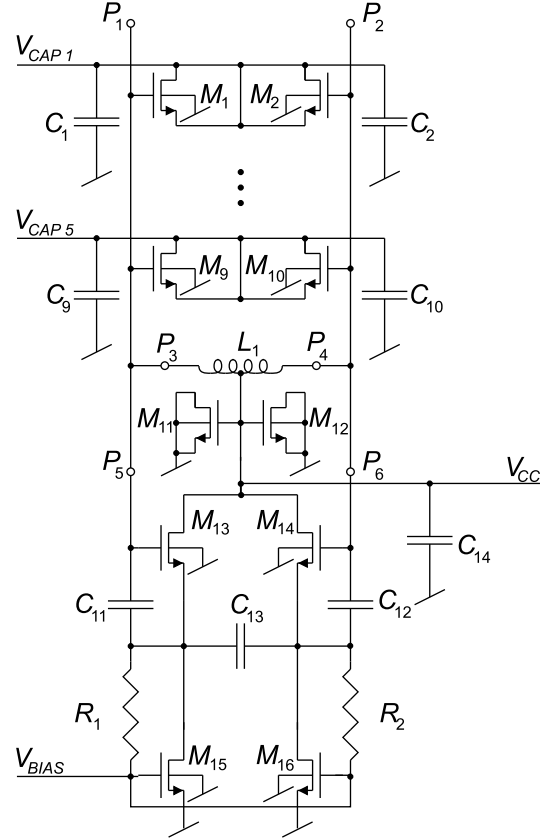 P1 P2
VCAP 1
M1 M2
C1 C2
VCAP 5
M9 M10
C9 C10
P3 L1 P4
M11 M12
P5 P6
VCC
M13 M14
C14
C11 C13 C12
R1 R2
M15 M16
VBIAS